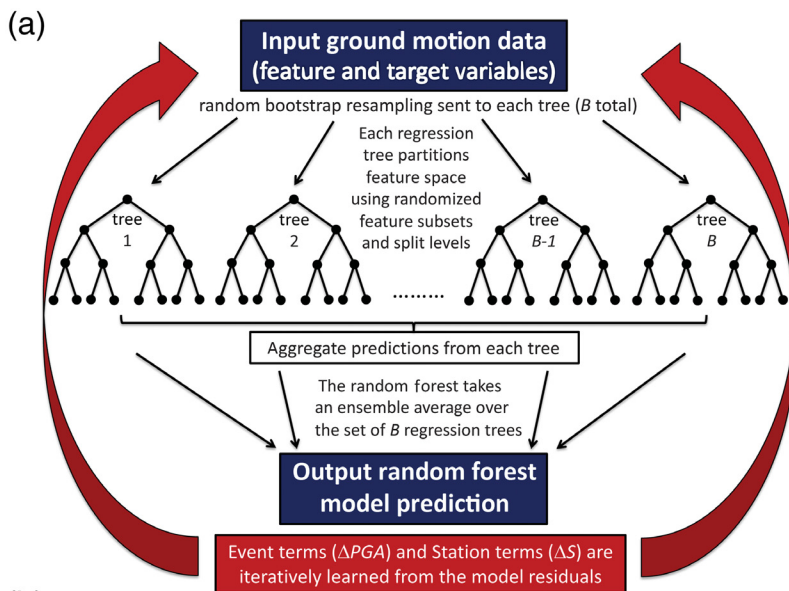 (a)
Input ground motion data
(feature and target variables)
random bootstrap resampling sent to each tree (B total)
Each regression
tree partitions
feature space
using randomized
feature subsets
and split levels
tree
1
tree
2
tree
B-1
tree
B
.........
Aggregate predictions from each tree
The random forest takes
an ensemble average over
the set of B regression trees
Output random forest
model prediction
Event terms (ΔPGA) and Station terms (ΔS) are
iteratively learned from the model residuals